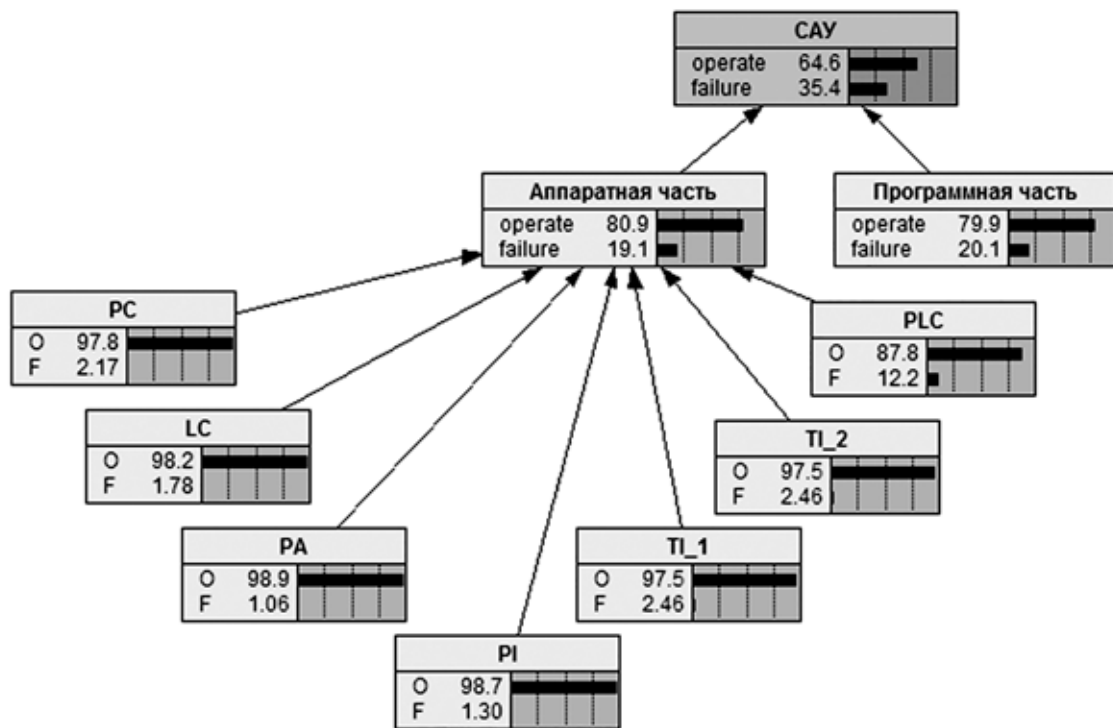 САУ
operate 64.6
failure 35.4
Аппаратная часть
operate 80.9
failure 19.1
Программная часть
operate 79.9
failure 20.1
PC
O 97.8
F 2.17
PLC
O 87.8
F 12.2
LC
O 98.2
F 1.78
TI_2
O 97.5
F 2.46
PA
O 98.9
F 1.06
TI_1
O 97.5
F 2.46
PI
O 98.7
F 1.30